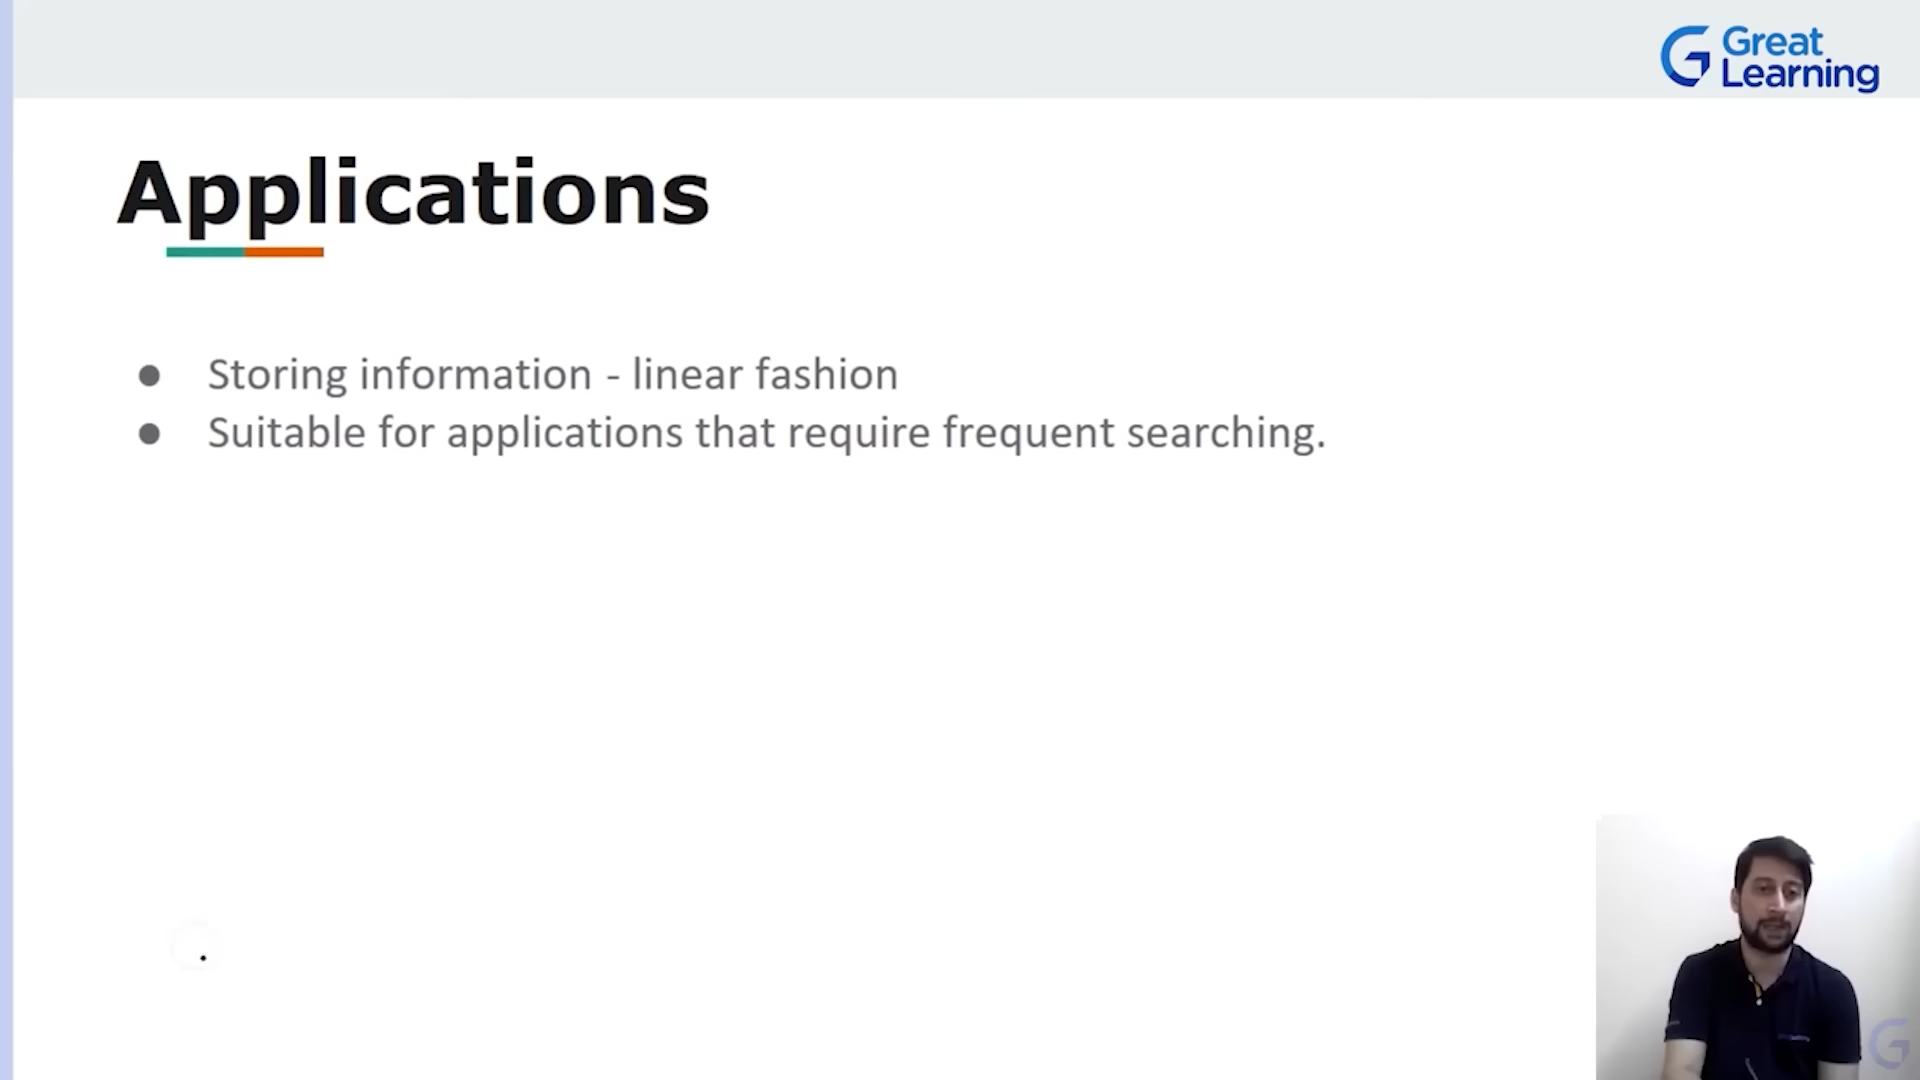 Great
Learning
Applications
● Storing information - linear fashion
● Suitable for applications that require frequent searching.